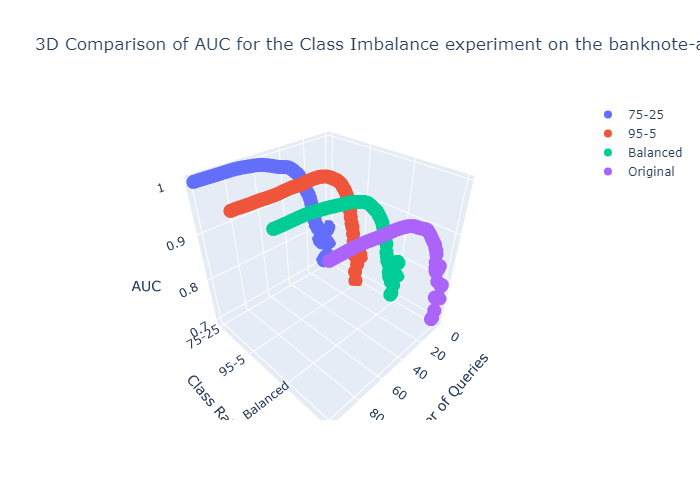 3D Comparison of AUC for the Class Imbalance experiment on the banknote-a
75-25
95-5
Balanced
Original
1
0.9
0.8
0.7
AUC
75-25
95-5
Balanced
Class Ra
0
20
40
60
80
er of Queries